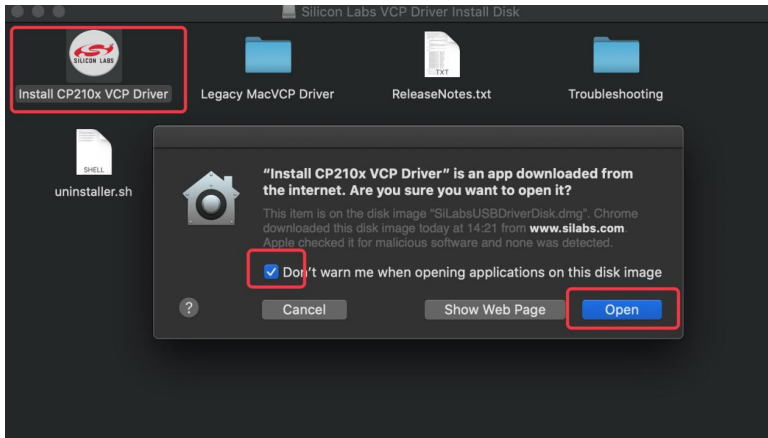 Silicon Labs VCP Driver Install Disk
SILICON LABS
TXT
Install CP210x VCP Driver
Legacy MacVCP Driver
ReleaseNotes.txt
Troubleshooting
SHELL
uninstaller.sh
“Install CP210x VCP Driver” is an app downloaded from
the internet. Are you sure you want to open it?
This item is on the disk image “SiLabsUSBDriverDisk.dmg”. Chrome
downloaded this disk image today at 14:21 from www.silabs.com.
Apple checked it for malicious software and none was detected.
Don’t warn me when opening applications on this disk image
?
Cancel
Show Web Page
Open